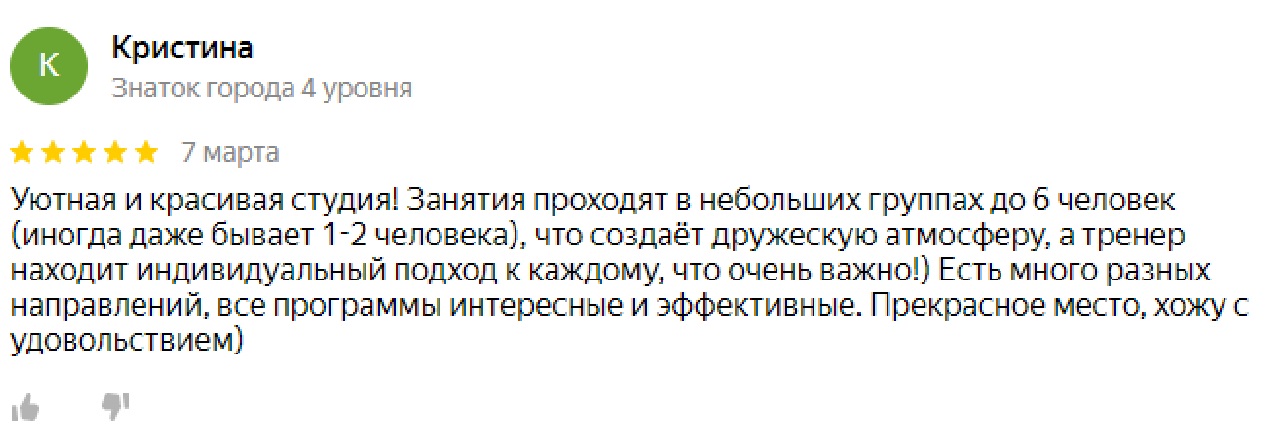 К
Кристина
Знаток города 4 уровня
7 марта
Уютная и красивая студия! Занятия проходят в небольших группах до 6 человек
(иногда даже бывает 1-2 человека), что создаёт дружескую атмосферу, а тренер
находит индивидуальный подход к каждому, что очень важно!) Есть много разных
направлений, все программы интересные и эффективные. Прекрасное место, хожу с
удовольствием)